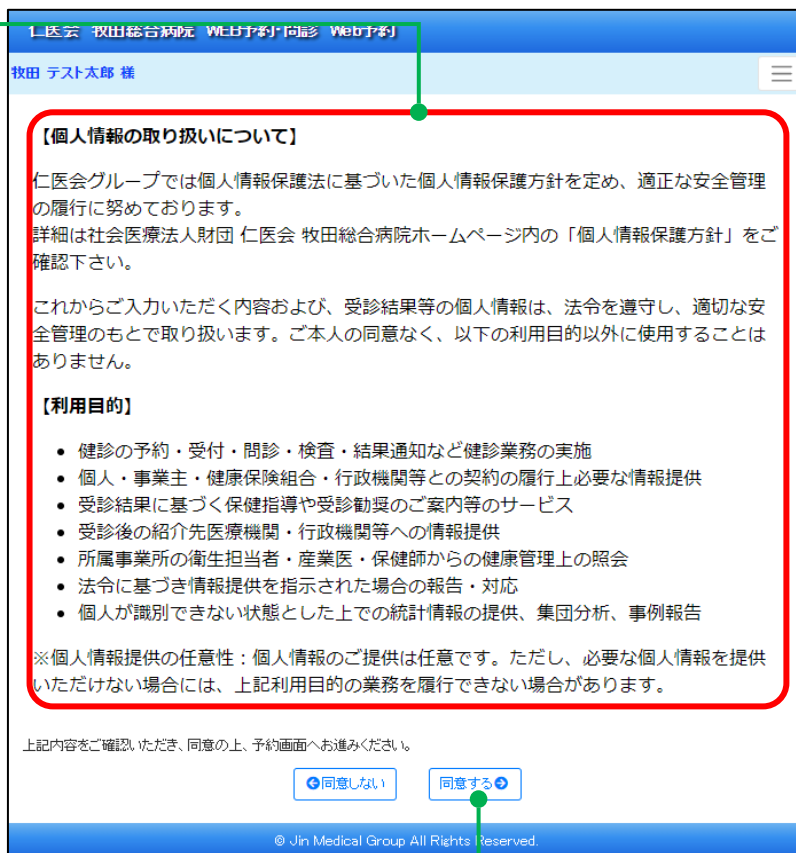 仁医会 牧田総合病院 WEB予約・問診 Web予約
牧田 テスト太郎 様
【個人情報の取り扱いについて】
仁医会グループでは個人情報保護法に基づいた個人情報保護方針を定め、適正な安全管理
の履行に努めております。
詳細は社会医療法人財団 仁医会 牧田総合病院ホームページ内の「個人情報保護方針」をご
確認下さい。
これからご入力いただく内容および、受診結果等の個人情報は、法令を遵守し、適切な安
全管理のもとで取り扱います。ご本人の同意なく、以下の利用目的以外に使用することは
ありません。
【利用目的】
• 健診の予約・受付・問診・検査・結果通知など健診業務の実施
• 個人・事業主・健康保険組合・行政機関等との契約の履行上必要な情報提供
• 受診結果に基づく保健指導や受診勧奨のご案内等のサービス
• 受診後の紹介先医療機関・行政機関等への情報提供
• 所属事業所の衛生担当者・産業医・保健師からの健康管理上の照会
• 法令に基づき情報提供を指示された場合の報告・対応
• 個人が識別できない状態とした上での統計情報の提供、集団分析、事例報告
※個人情報提供の任意性：個人情報のご提供は任意です。ただし、必要な個人情報を提供
いただけない場合には、上記利用目的の業務を履行できない場合があります。
上記内容をご確認いただき、同意の上、予約画面へお進みください。
同意しない 同意する
© Jin Medical Group All Rights Reserved.